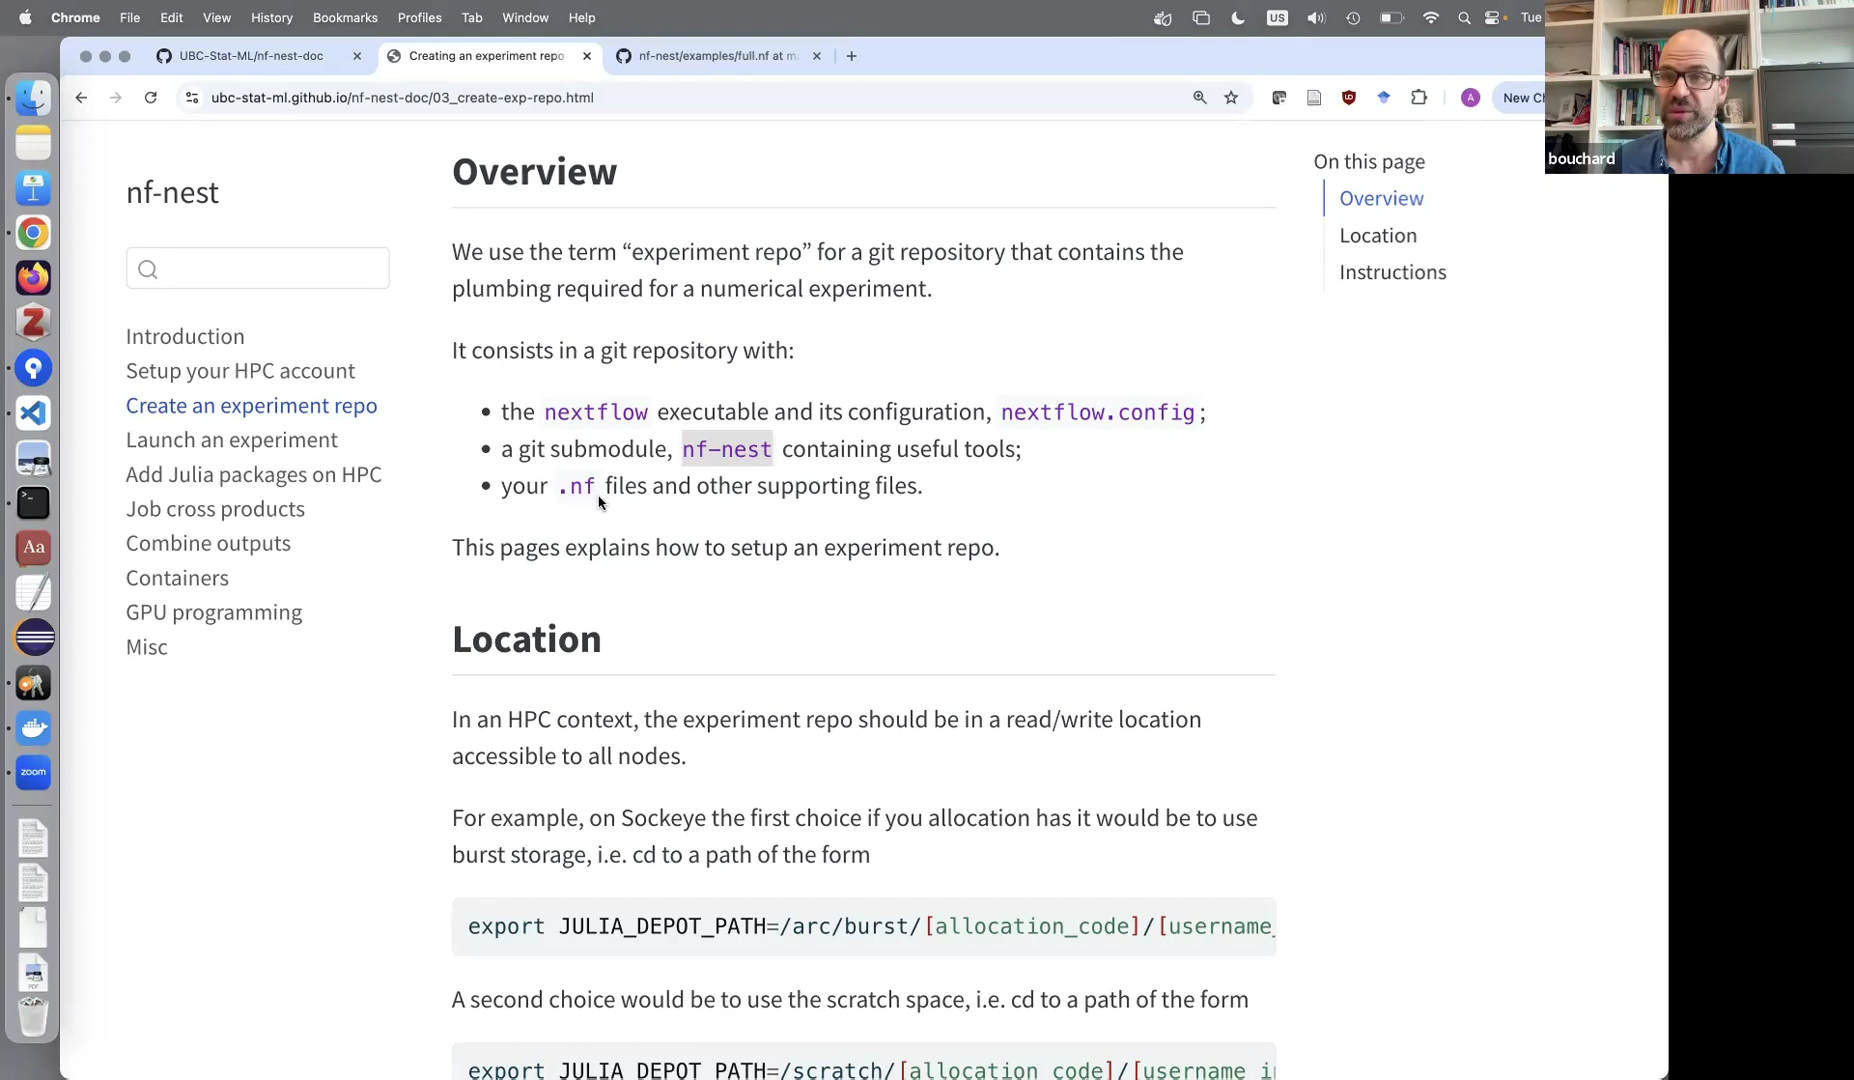 Chrome File Edit View History Bookmarks Profiles Tab Window Help US Tue
UBC-Stat-ML/nf-nest-doc Creating an experiment repo nf-nest/examples/full.nf at m
ubc-stat-ml.github.io/nf-nest-doc/03_create-exp-repo.html A New Ch
bouchard
nf-nest
Introduction
Setup your HPC account
Create an experiment repo
Launch an experiment
Add Julia packages on HPC
Job cross products
Combine outputs
Containers
GPU programming
Misc
Overview
We use the term “experiment repo” for a git repository that contains the
plumbing required for a numerical experiment.
It consists in a git repository with:
• the nextflow executable and its configuration, nextflow.config;
• a git submodule, nf-nest containing useful tools;
• your .nf files and other supporting files.
This pages explains how to setup an experiment repo.
Location
In an HPC context, the experiment repo should be in a read/write location
accessible to all nodes.
For example, on Sockeye the first choice if you allocation has it would be to use
burst storage, i.e. cd to a path of the form
export JULIA_DEPOT_PATH=/arc/burst/[allocation_code]/[username_
A second choice would be to use the scratch space, i.e. cd to a path of the form
export JULIA_DEPOT_PATH=/scratch/[allocation_code]/[username_i
On this page
Overview
Location
Instructions
Aa
zoom
PDF